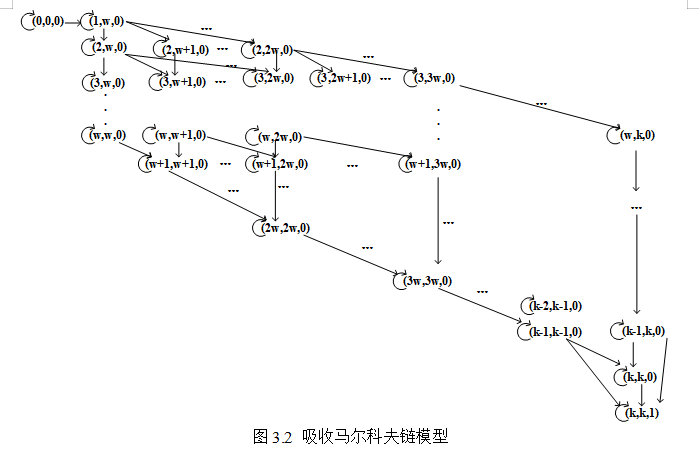 (0,0,0) (1,w,0) ...
(2,w,0) (2,w+1,0) ... (2,2w,0) ...
...
(3,w,0) (3,w+1,0) ... (3,2w,0) (3,2w+1,0) ... (3,3w,0)
...
(w,w,0) (w,w+1,0) (w,2w,0) (w,k,0)
(w+1,w+1,0) ... (w+1,2w,0) ... (w+1,3w,0)
... ...
...
(2w,2w,0) ...
...
(3w,3w,0) ...
(k-2,k-1,0)
(k-1,k-1,0) (k-1,k,0)
(k,k,0)
(k,k,1)
图 3.2 吸收马尔科夫链模型